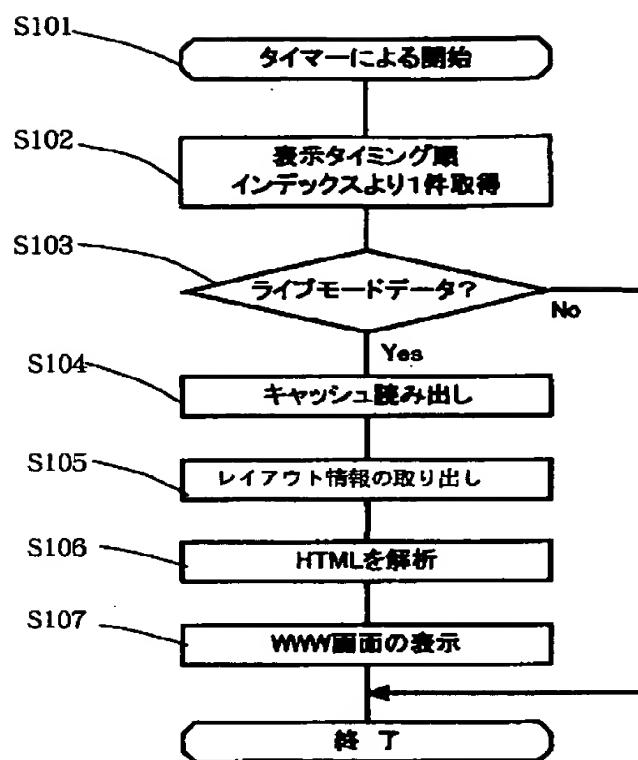 S101
タイマーによる開始
S102
表示タイミング順
インデックスより1件取得
S103
ライブモードデータ?
No
Yes
S104
キャッシュ読み出し
S105
レイアウト情報の取り出し
S106
HTMLを解析
S107
WWW画面の表示
終 了